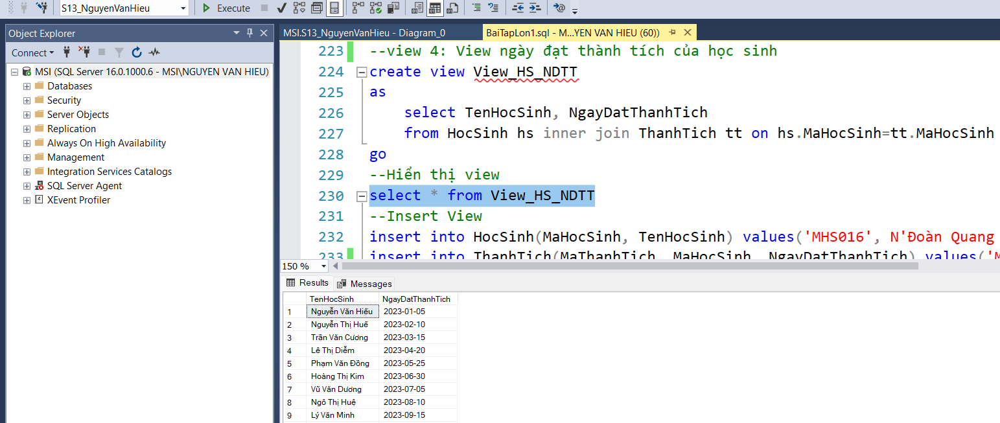 S13_NguyenVanHieu
Execute
Object Explorer
Connect
MSI (SQL Server 16.0.1000.6 - MSI\NGUYEN VAN HIEU)
Databases
Security
Server Objects
Replication
Always On High Availability
Management
Integration Services Catalogs
SQL Server Agent
XEvent Profiler
MSI.S13_NguyenVanHieu - Diagram_0
BaiTapLon1.sql - M...YEN VAN HIEU (60))
223 --view 4: View ngày đạt thành tích của học sinh
224 create view View_HS_NDTT
225 as
226 select TenHocSinh, NgayDatThanhTich
227 from HocSinh hs inner join ThanhTich tt on hs.MaHocSinh=tt.MaHocSinh
228 go
229 --Hiển thị view
230 select * from View_HS_NDTT
231 --Insert View
232 insert into HocSinh(MaHocSinh, TenHocSinh) values('MHS016', N'Đoàn Quang
233 insert into ThanhTich(MaThanhTich, MaHocSinh, NgayDatThanhTich) values('M
150 %
Results
Messages
TenHocSinh NgayDatThanhTich
1 Nguyễn Văn Hiếu 2023-01-05
2 Nguyễn Thị Huế 2023-02-10
3 Trần Văn Cương 2023-03-15
4 Lê Thị Diễm 2023-04-20
5 Phạm Văn Đồng 2023-05-25
6 Hoàng Thị Kim 2023-06-30
7 Vũ Văn Dương 2023-07-05
8 Ngô Thị Huệ 2023-08-10
9 Lý Văn Minh 2023-09-15